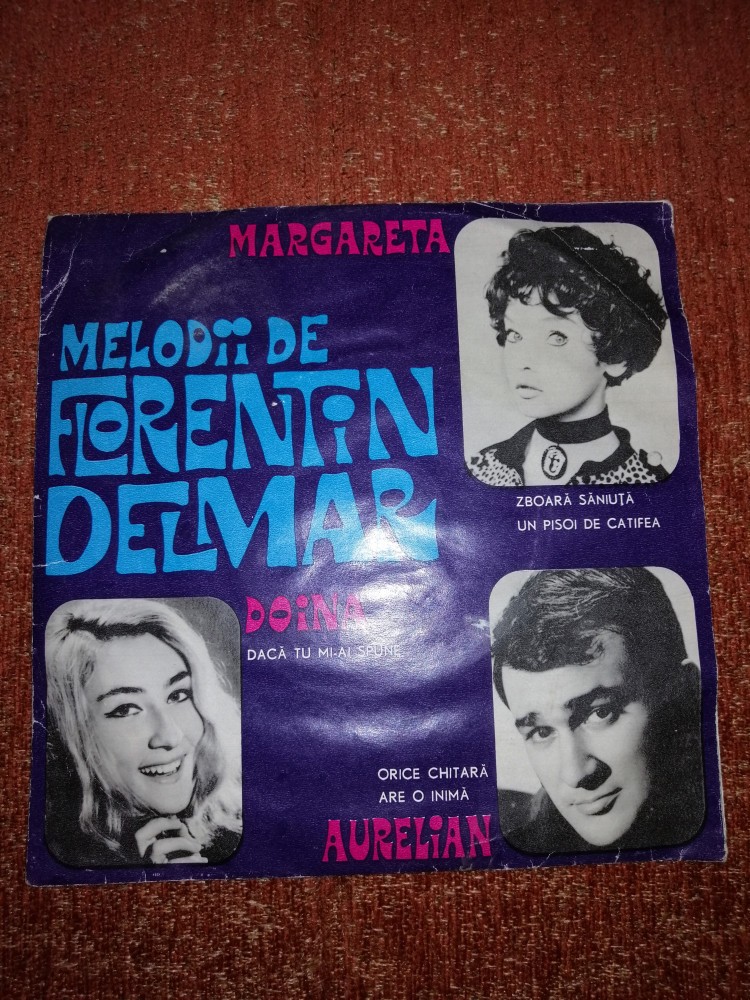 MARGARETA
MELODII DE
FLORENTIN
DELMAR
ZBOARĂ SĂNIUȚĂ
UN PISOI DE CATIFEA
DOINA
DACĂ TU MI-AI SPUNE
ORICE CHITARĂ
ARE O INIMĂ
AURELIAN